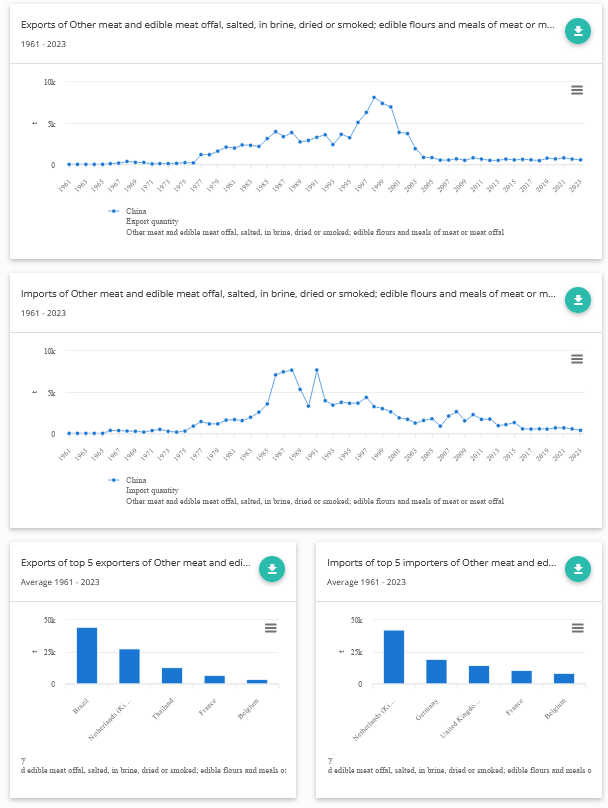 Exports of Other meat and edible meat offal, salted, in brine, dried or smoked; edible flours and meals of meat or m...
1961 - 2023
10k
5k
0
t
1961 1963 1965 1967 1969 1971 1973 1975 1977 1979 1981 1983 1985 1987 1989 1991 1993 1995 1997 1999 2001 2003 2005 2007 2009 2011 2013 2015 2017 2019 2021 2023
China
Export quantity
Other meat and edible meat offal, salted, in brine, dried or smoked; edible flours and meals of meat or meat offal
Imports of Other meat and edible meat offal, salted, in brine, dried or smoked; edible flours and meals of meat or m...
1961 - 2023
10k
5k
0
t
1961 1963 1965 1967 1969 1971 1973 1975 1977 1979 1981 1983 1985 1987 1989 1991 1993 1995 1997 1999 2001 2003 2005 2007 2009 2011 2013 2015 2017 2019 2021 2023
China
Import quantity
Other meat and edible meat offal, salted, in brine, dried or smoked; edible flours and meals of meat or meat offal
Exports of top 5 exporters of Other meat and edi...
Average 1961 - 2023
50k
25k
0
t
Brazil Netherlands (Ki... Thailand France Belgium
y
d edible meat offal, salted, in brine, dried or smoked; edible flours and meals o
Imports of top 5 importers of Other meat and ed...
Average 1961 - 2023
50k
25k
0
t
Netherlands (Ki... Germany United Kingdo... France Belgium
y
d edible meat offal, salted, in brine, dried or smoked; edible flours and meals o